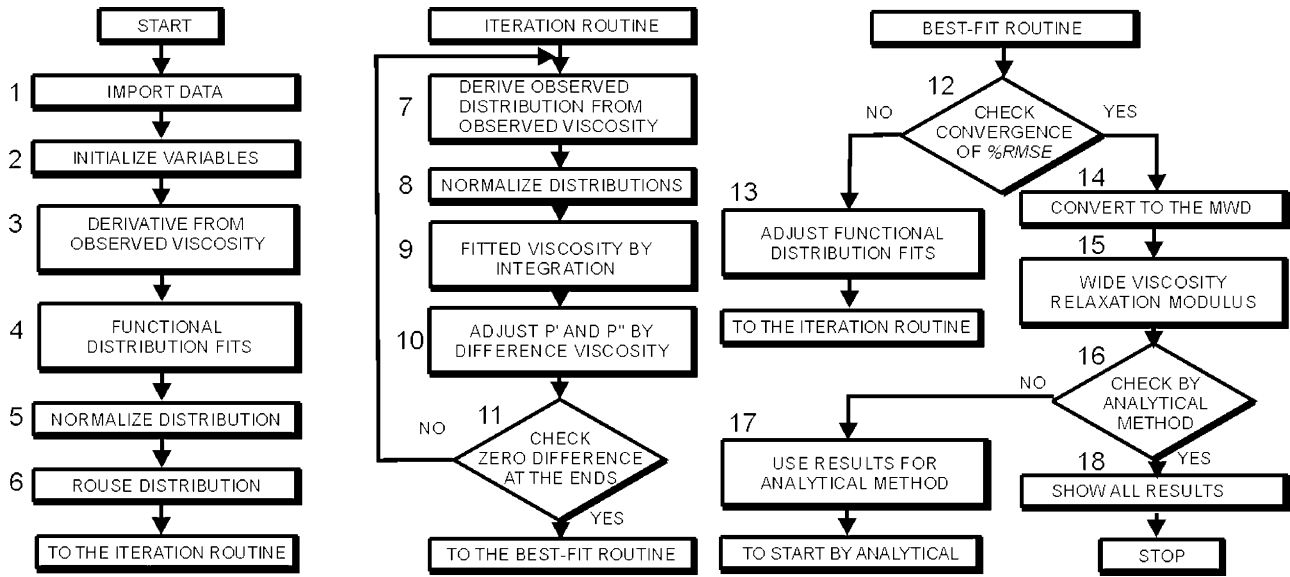 START
1
IMPORT DATA
2
INITIALIZE VARIABLES
3
DERIVATIVE FROM
OBSERVED VISCOSITY
4
FUNCTIONAL
DISTRIBUTION FITS
5
NORMALIZE DISTRIBUTION
6
ROUSE DISTRIBUTION
TO THE ITERATION ROUTINE
ITERATION ROUTINE
7
DERIVE OBSERVED
DISTRIBUTION FROM
OBSERVED VISCOSITY
8
NORMALIZE DISTRIBUTIONS
9
FITTED VISCOSITY BY
INTEGRATION
10
ADJUST P' AND P" BY
DIFFERENCE VISCOSITY
11
NO
CHECK
ZERO DIFFERENCE
AT THE ENDS
YES
TO THE BEST-FIT ROUTINE
BEST-FIT ROUTINE
12
NO
YES
CHECK
CONVERGENCE
OF %RMSE
13
ADJUST FUNCTIONAL
DISTRIBUTION FITS
TO THE ITERATION ROUTINE
14
CONVERT TO THE MWD
15
WIDE VISCOSITY
RELAXATION MODULUS
16
NO
CHECK BY
ANALYTICAL
METHOD
YES
17
USE RESULTS FOR
ANALYTICAL METHOD
TO START BY ANALYTICAL
18
SHOW ALL RESULTS
STOP